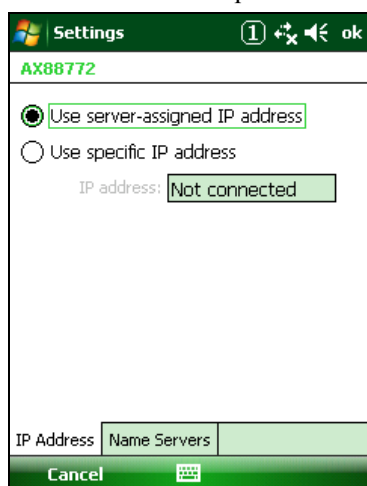 Settings 1 ok
AX88772
Use server-assigned IP address
Use specific IP address
IP address: Not connected
IP Address Name Servers
Cancel